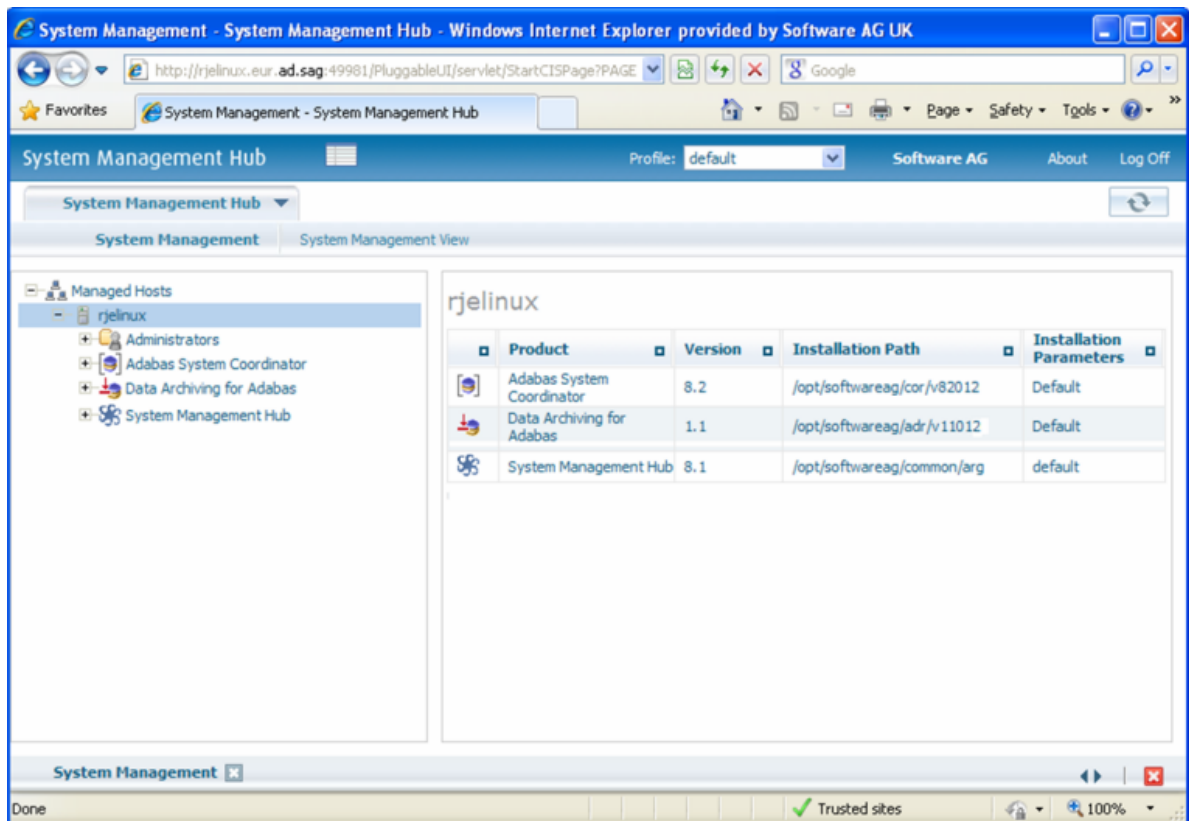 System Management - System Management Hub - Windows Internet Explorer provided by Software AG UK
http://rjelinux.eur.ad.sag:49981/PluggableUI/servlet/StartCISPage?PAGE
Google
Favorites
System Management - System Management Hub
Page
Safety
Tools
System Management Hub
Profile: default
Software AG
About
Log Off
System Management Hub
System Management
System Management View
Managed Hosts
rjelinux
Administrators
Adabas System Coordinator
Data Archiving for Adabas
System Management Hub
rjelinux
Product Version Installation Path Installation Parameters
Adabas System Coordinator 8.2 /opt/softwareag/cor/v82012 Default
Data Archiving for Adabas 1.1 /opt/softwareag/adr/v11012 Default
System Management Hub 8.1 /opt/softwareag/common/arg default
System Management
Done
Trusted sites
100%